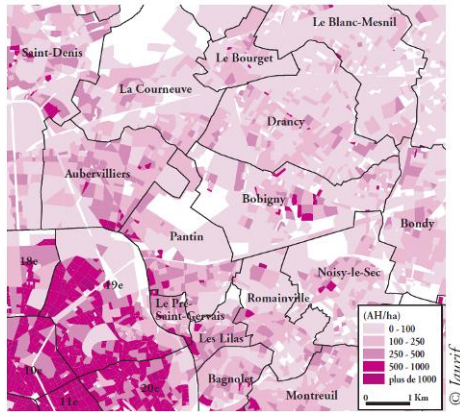 Le Blanc-Mesnil
Saint-Denis
Le Bourget
La Courneuve
Drancy
Aubervilliers
Bobigny
Bondy
Pantin
18e
19e
Noisy-le-Sec
Le Pré-
Saint-Gervais
Romainville
Les Lilas
10e
20e
11e
Bagnolet
Montreuil
(AH/ha)
0 - 100
100 - 250
250 - 500
500 - 1000
plus de 1000
0 1 Km
© Iaurif